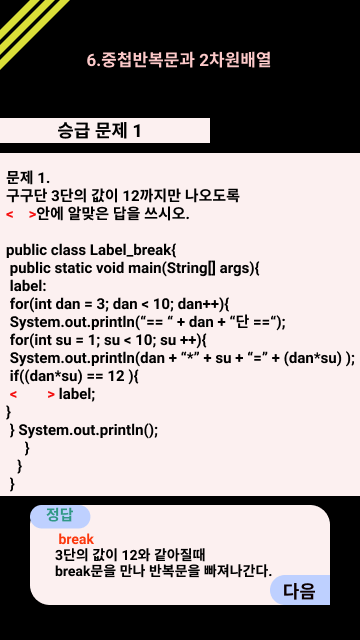 6.중첩반복문과 2차원배열
승급 문제 1
문제 1.
구구단 3단의 값이 12까지만 나오도록
<    >안에 알맞은 답을 쓰시오.
public class Label_break{
public static void main(String[] args){
label:
for(int dan = 3; dan < 10; dan++){
System.out.println(“== “ + dan + “단 ==“);
for(int su = 1; su < 10; su ++){
System.out.println(dan + “*” + su + “=” + (dan*su) );
if((dan*su) == 12 ){
<        > label;
}
} System.out.println();
}
}
}
정답
break
3단의 값이 12와 같아질때
break문을 만나 반복문을 빠져나간다.
다음